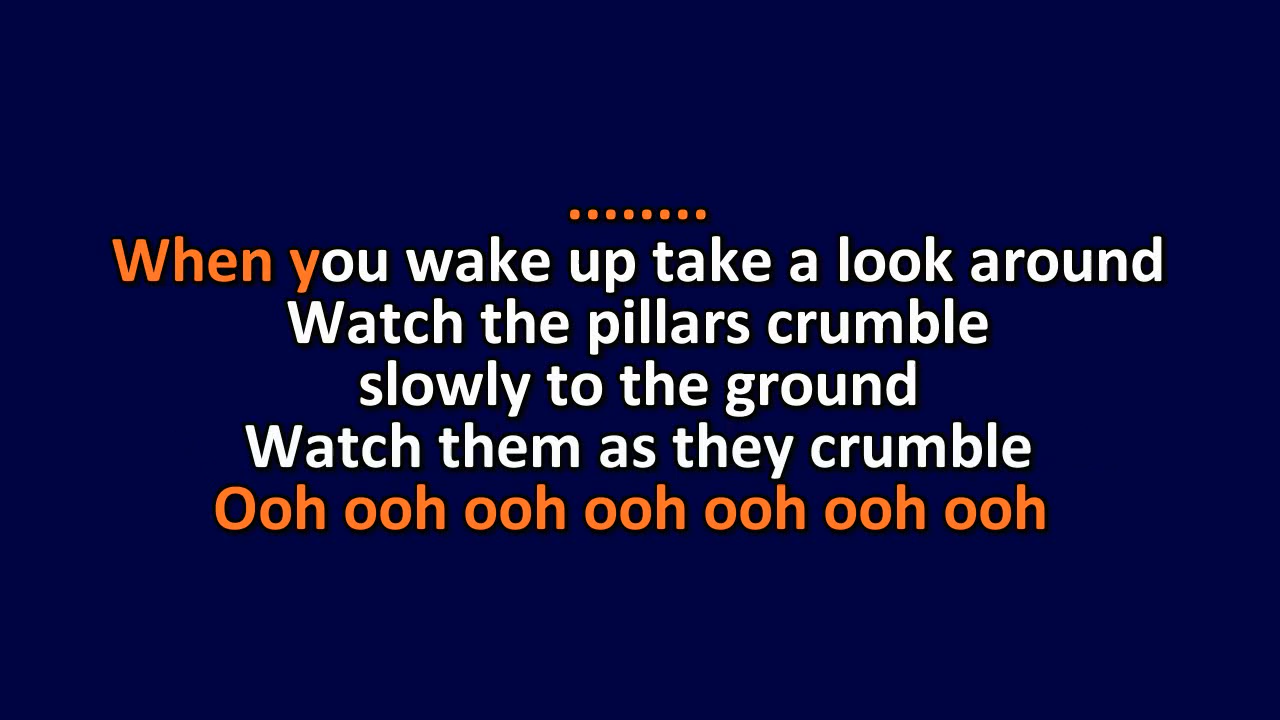 ........
When you wake up take a look around
Watch the pillars crumble
slowly to the ground
Watch them as they crumble
Ooh ooh ooh ooh ooh ooh ooh